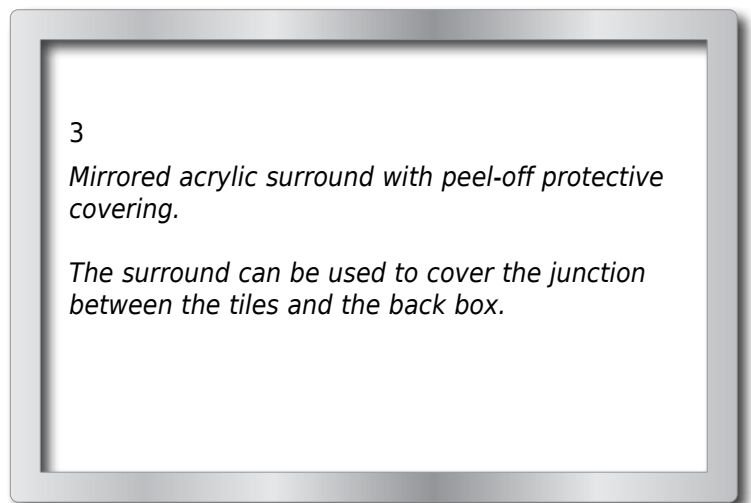 3
Mirrored acrylic surround with peel-off protective
covering.
The surround can be used to cover the junction
between the tiles and the back box.